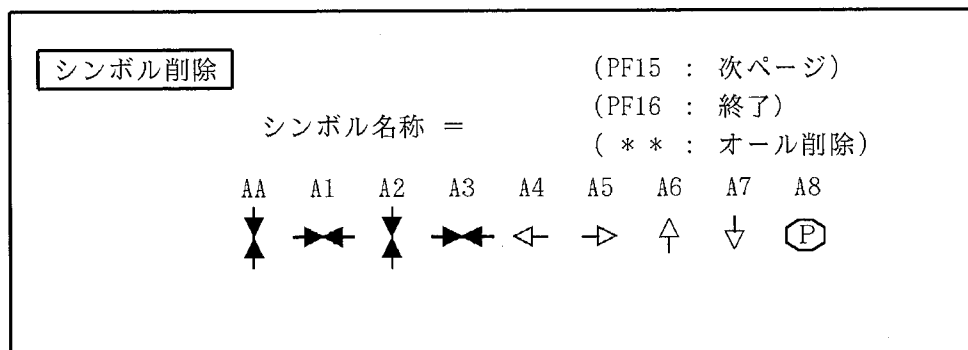 シンボル削除
(PF15 : 次ページ)
(PF16 : 終了)
シンボル名称 =
( ** : オール削除)
AA A1 A2 A3 A4 A5 A6 A7 A8
P